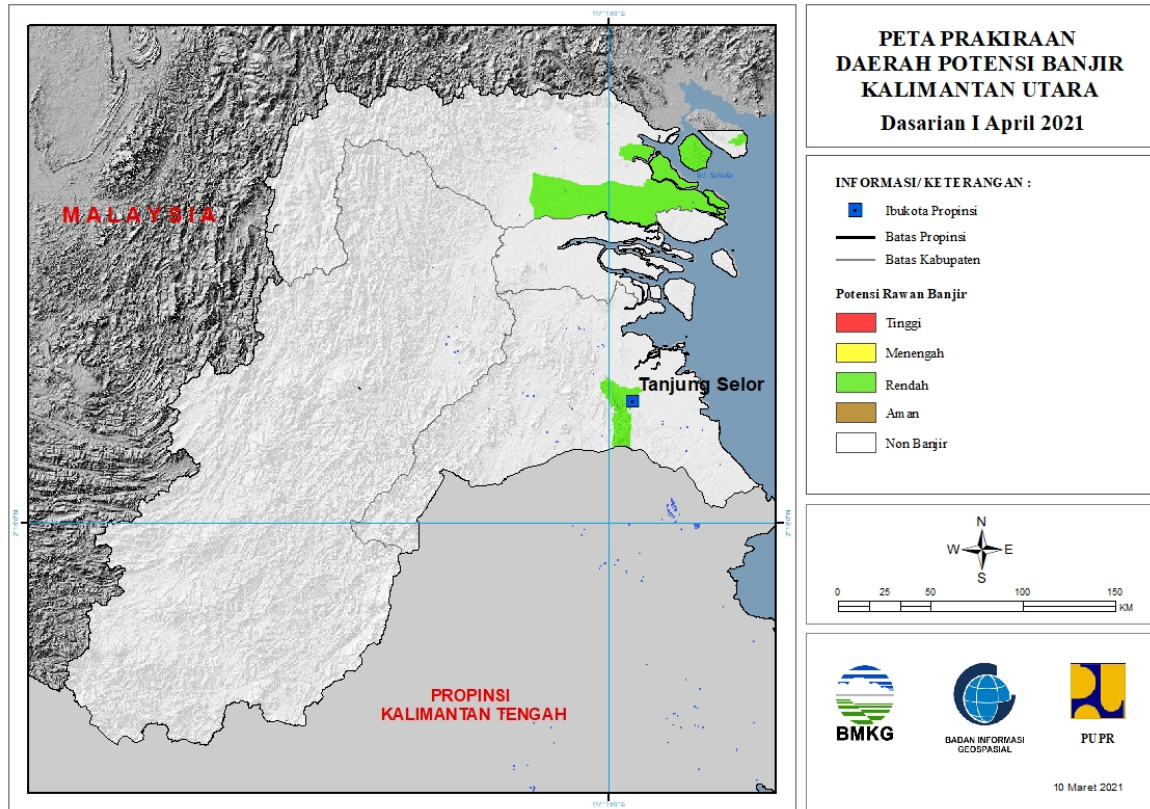 PETA PRAKIRAAN
DAERAH POTENSI BANJIR
KALIMANTAN UTARA
Dasarian I April 2021
INFORMASI/KETERANGAN :
Ibukota Propinsi
Batas Propinsi
Batas Kabupaten
Potensi Rawan Banjir
Tinggi
Menengah
Rendah
Aman
Non Banjir
N
W E
S
0 25 50 100 150
KM
BMKG
BADAN INFORMASI
GEOSPASIAL
PUPR
10 Maret 2021
MALAYSIA
Tanjung Selor
PROPINSI
KALIMANTAN TENGAH